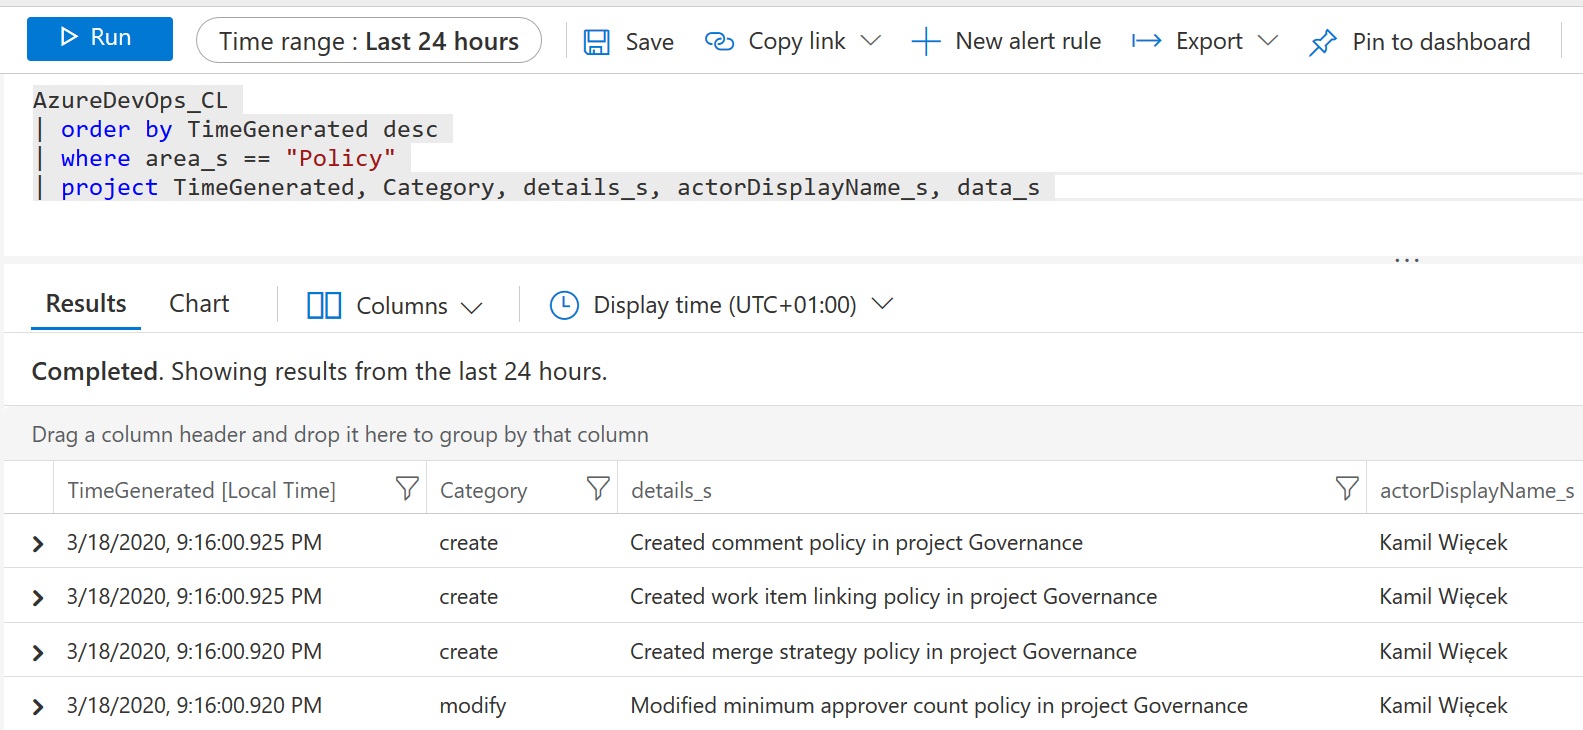 Run Time range : Last 24 hours Save Copy link New alert rule Export Pin to dashboard
AzureDevOps_CL
| order by TimeGenerated desc
| where area_s == "Policy"
| project TimeGenerated, Category, details_s, actorDisplayName_s, data_s
...
Results Chart Columns Display time (UTC+01:00)
Completed. Showing results from the last 24 hours.
Drag a column header and drop it here to group by that column
TimeGenerated [Local Time] Category details_s actorDisplayName_s
3/18/2020, 9:16:00.925 PM create Created comment policy in project Governance Kamil Więcek
3/18/2020, 9:16:00.925 PM create Created work item linking policy in project Governance Kamil Więcek
3/18/2020, 9:16:00.920 PM create Created merge strategy policy in project Governance Kamil Więcek
3/18/2020, 9:16:00.920 PM modify Modified minimum approver count policy in project Governance Kamil Więcek